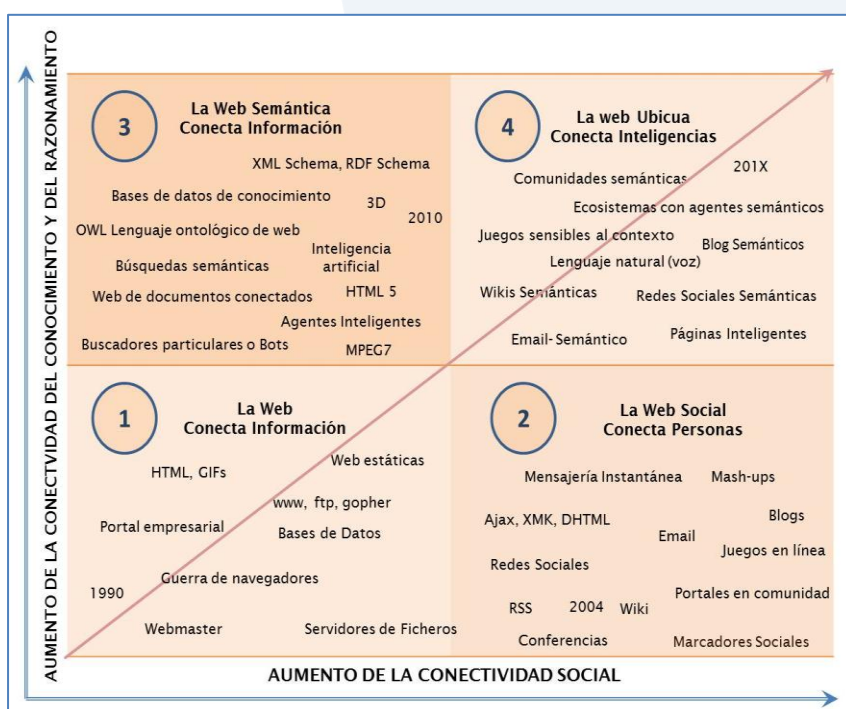 AUMENTO DE LA CONECTVIDAD DEL CONOCIMIENTO Y DEL RAZONAMIENTO
3
La Web Semántica
Conecta Información
XML Schema, RDF Schema
Bases de datos de conocimiento
3D
2010
OWL Lenguaje ontológico de web
Inteligencia
artificial
Búsquedas semánticas
Web de documentos conectados
HTML 5
Agentes Inteligentes
Buscadores particulares o Bots
MPEG7
4
La web Ubicua
Conecta Inteligencias
201X
Comunidades semánticas
Ecosistemas con agentes semánticos
Juegos sensibles al contexto
Blog Semánticos
Lenguaje natural (voz)
Wikis Semánticas
Redes Sociales Semánticas
Email- Semántico
Páginas Inteligentes
1
La Web
Conecta Información
Web estáticas
HTML, GIFs
www, ftp, gopher
Portal empresarial
Bases de Datos
Guerra de navegadores
1990
Webmaster
Servidores de Ficheros
2
La Web Social
Conecta Personas
Mensajería Instantánea
Mash-ups
Ajax, XMK, DHTML
Blogs
Email
Juegos en línea
Redes Sociales
Portales en comunidad
RSS
2004
Wiki
Conferencias
Marcadores Sociales
AUMENTO DE LA CONECTIVIDAD SOCIAL